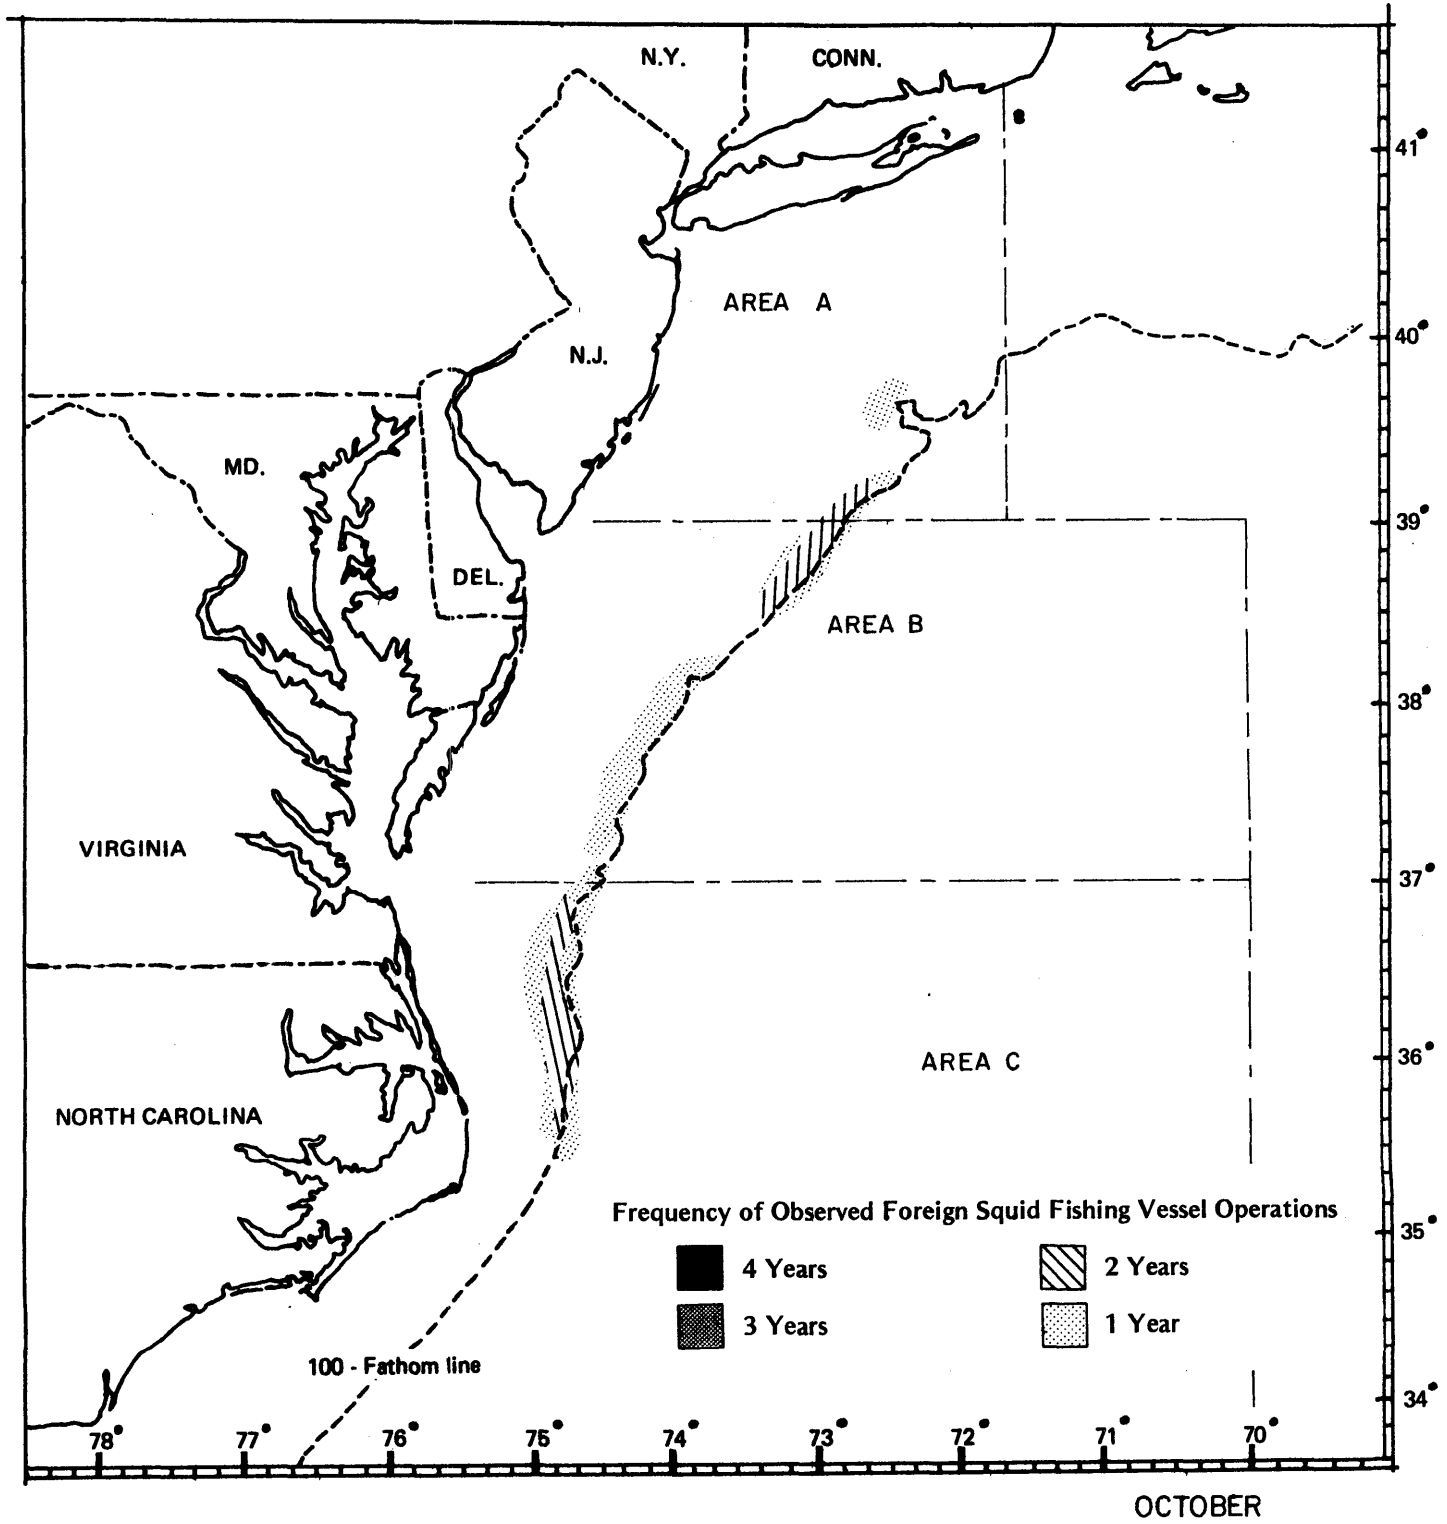 N.Y. CONN.
41°
AREA A
40°
N.J.
MD.
39°
DEL.
AREA B
38°
VIRGINIA
37°
36°
AREA C
NORTH CAROLINA
Frequency of Observed Foreign Squid Fishing Vessel Operations
35°
4 Years 2 Years
3 Years 1 Year
100 - Fathom line
34°
78° 77° 76° 75° 74° 73° 72° 71° 70°
OCTOBER